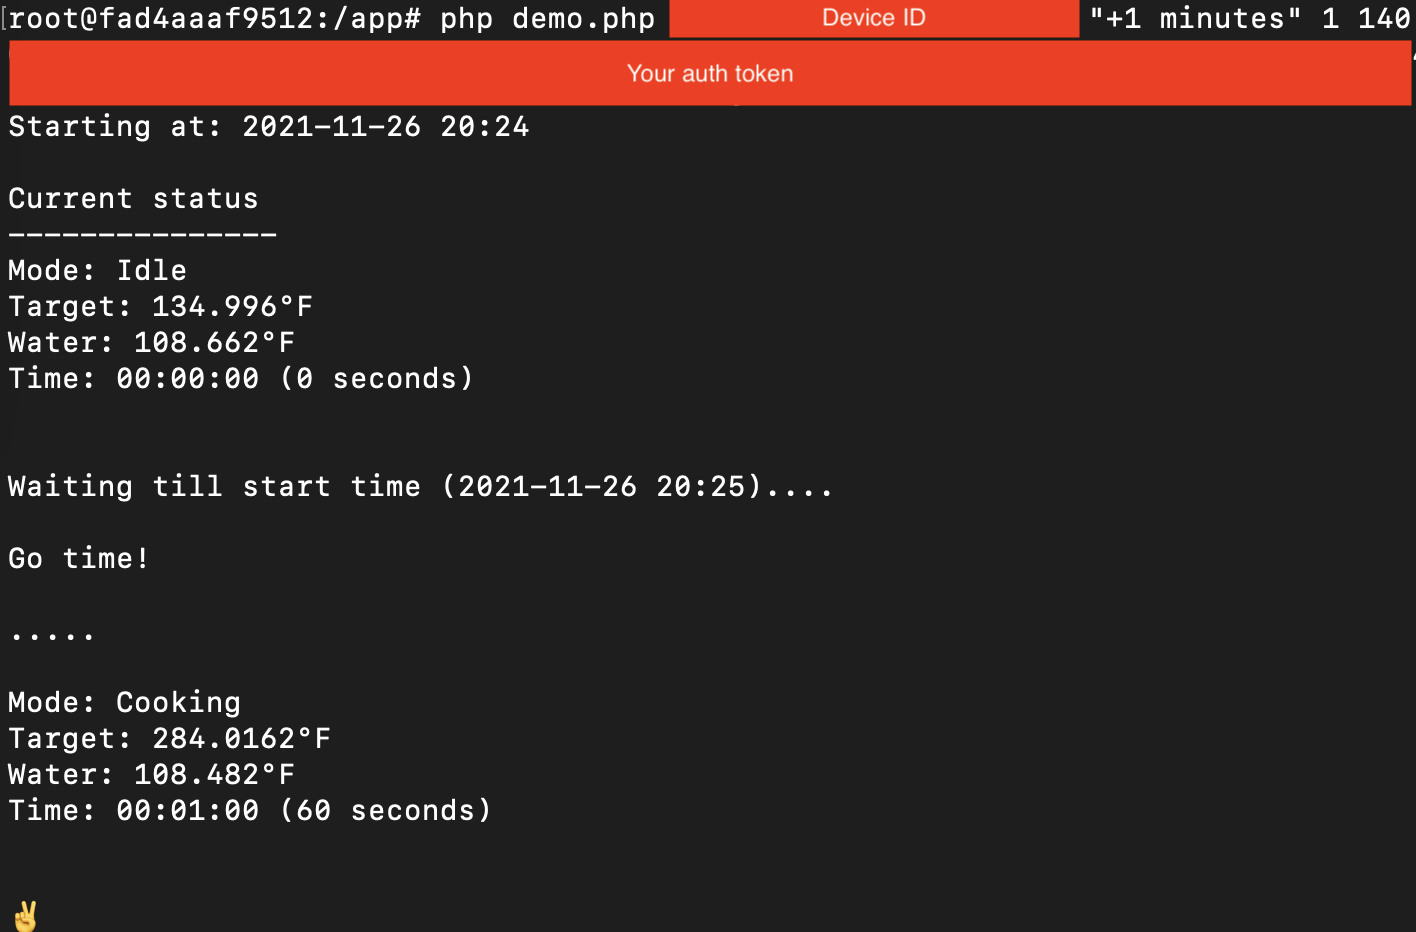 root@fad4aaaf9512:/app# php demo.php Device ID "+1 minutes" 1 140
Your auth token
Starting at: 2021-11-26 20:24
Current status
---------------
Mode: Idle
Target: 134.996°F
Water: 108.662°F
Time: 00:00:00 (0 seconds)
Waiting till start time (2021-11-26 20:25)....
Go time!
.....
Mode: Cooking
Target: 284.0162°F
Water: 108.482°F
Time: 00:01:00 (60 seconds)
✌️